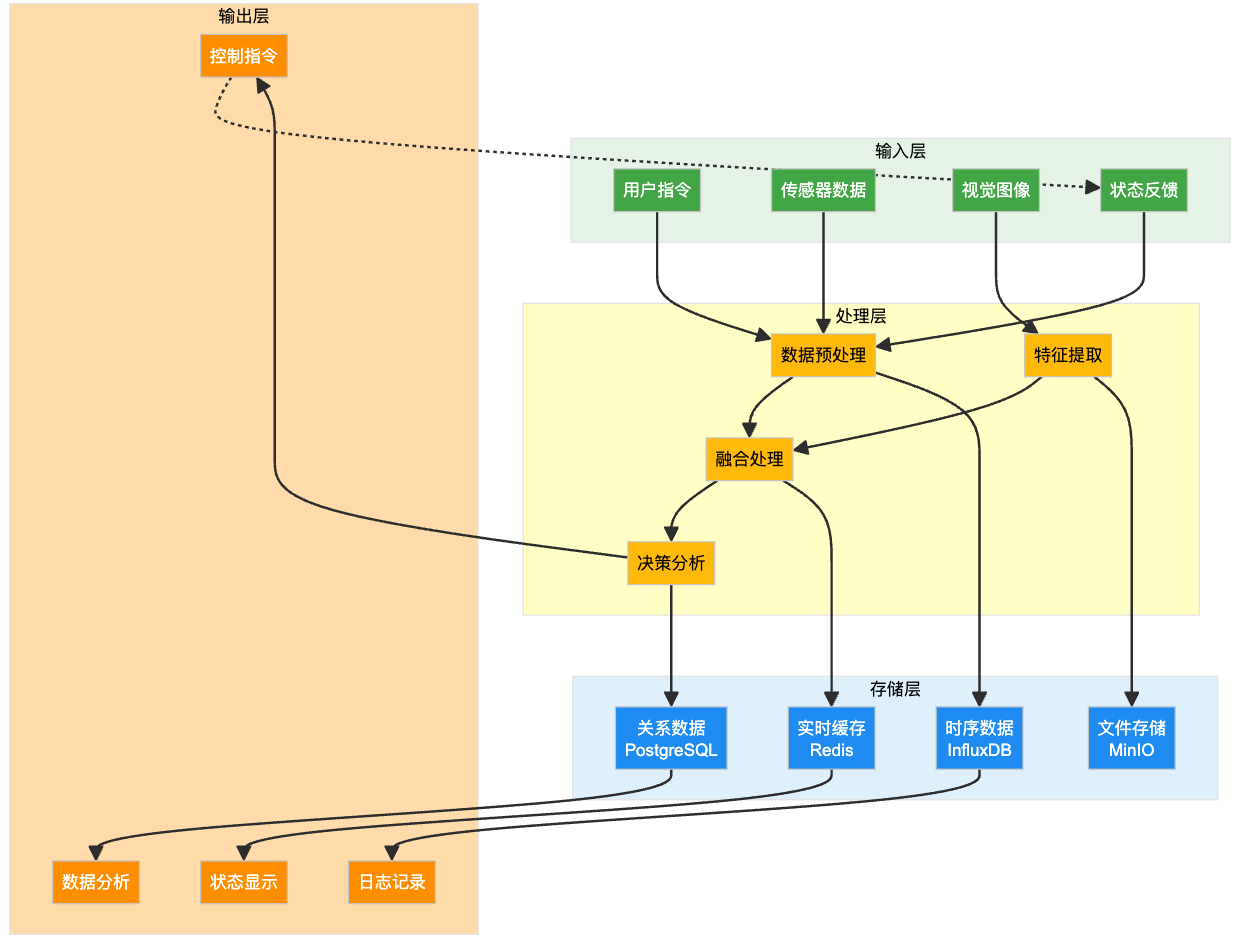 输出层
控制指令
输入层
用户指令
传感器数据
视觉图像
状态反馈
处理层
数据预处理
特征提取
融合处理
决策分析
存储层
关系数据
PostgreSQL
实时缓存
Redis
时序数据
InfluxDB
文件存储
MinIO
数据分析
状态显示
日志记录